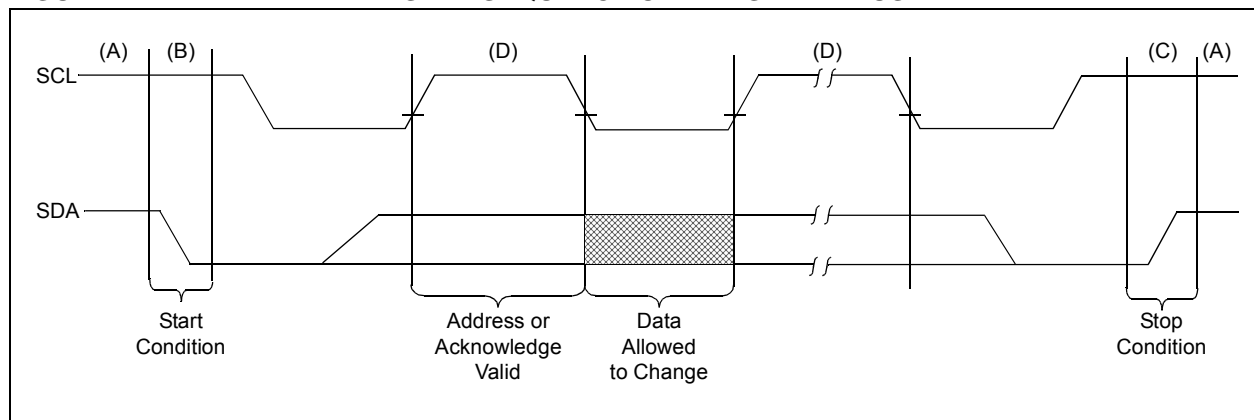 (A) (B) (D) (D) (C) (A)
SCL
SDA
Start
Condition
Address or
Acknowledge
Valid
Data
Allowed
to Change
Stop
Condition